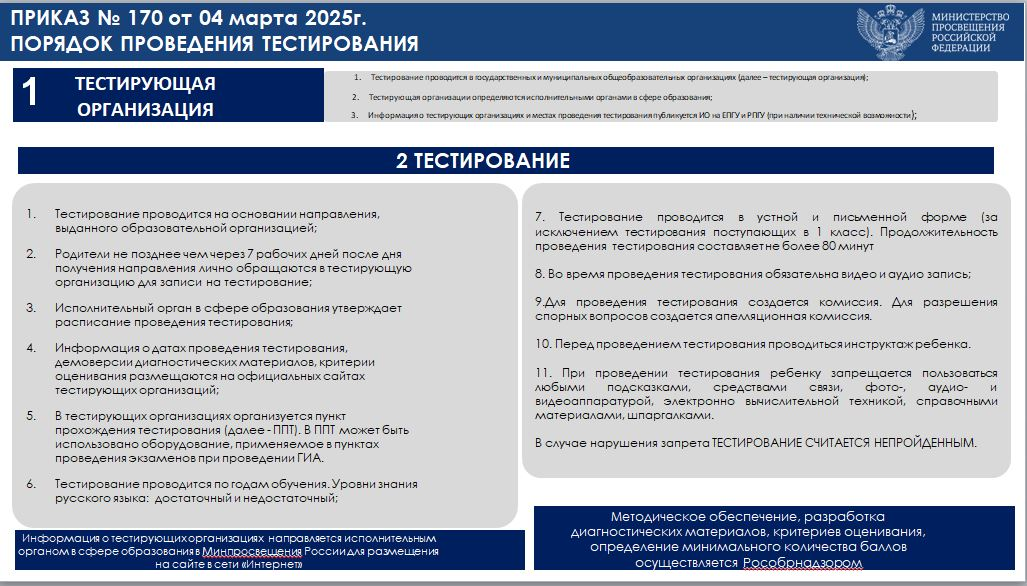 ПРИКАЗ № 170 от 04 марта 2025г.
ПОРЯДОК ПРОВЕДЕНИЯ ТЕСТИРОВАНИЯ
МИНИСТЕРСТВО
ПРОСВЕЩЕНИЯ
РОССИЙСКОЙ
ФЕДЕРАЦИИ
1
ТЕСТИРУЮЩАЯ
ОРГАНИЗАЦИЯ
1. Тестирование проводится в государственных и муниципальных общеобразовательных организациях (далее – тестирующая организация);
2. Тестирующая организации определяются исполнительными органами в сфере образования;
3. Информация о тестирующих организациях и местах проведения тестирования публикуется ИО на ЕПГУ и РПГУ (при наличии технической возможности);
2 ТЕСТИРОВАНИЕ
1. Тестирование проводится на основании направления,
выданного образовательной организацией;
2. Родители не позднее чем через 7 рабочих дней после дня
получения направления лично обращаются в тестирующую
организацию для записи на тестирование;
3. Исполнительный орган в сфере образования утверждает
расписание проведения тестирования;
4. Информация о датах проведения тестирования,
демоверсии диагностических материалов, критерии
оценивания размещаются на официальных сайтах
тестирующих организаций;
5. В тестирующих организациях организуется пункт
прохождения тестирования (далее - ППТ). В ППТ может быть
использовано оборудование, применяемое в пунктах
проведения экзаменов при проведении ГИА.
6. Тестирование проводится по годам обучения. Уровни знания
русского языка: достаточный и недостаточный;
7. Тестирование проводится в устной и письменной форме (за
исключением тестирования поступающих в 1 класс). Продолжительность
проведения тестирования составляет не более 80 минут
8. Во время проведения тестирования обязательна видео и аудио запись;
9.Для проведения тестирования создается комиссия. Для разрешения
спорных вопросов создается апелляционная комиссия.
10. Перед проведением тестирования проводиться инструктаж ребенка.
11. При проведении тестирования ребенку запрещается пользоваться
любыми подсказками, средствами связи, фото-, аудио- и
видеоаппаратурой, электронно вычислительной техникой, справочными
материалами, шпаргалками.
В случае нарушения запрета ТЕСТИРОВАНИЕ СЧИТАЕТСЯ НЕПРОЙДЕННЫМ.
Информация о тестирующих организациях направляется исполнительным
органом в сфере образования в Минпросвещения России для размещения
на сайте в сети «Интернет»
Методическое обеспечение, разработка
диагностических материалов, критериев оценивания,
определение минимального количества баллов
осуществляется Рособрнадзором